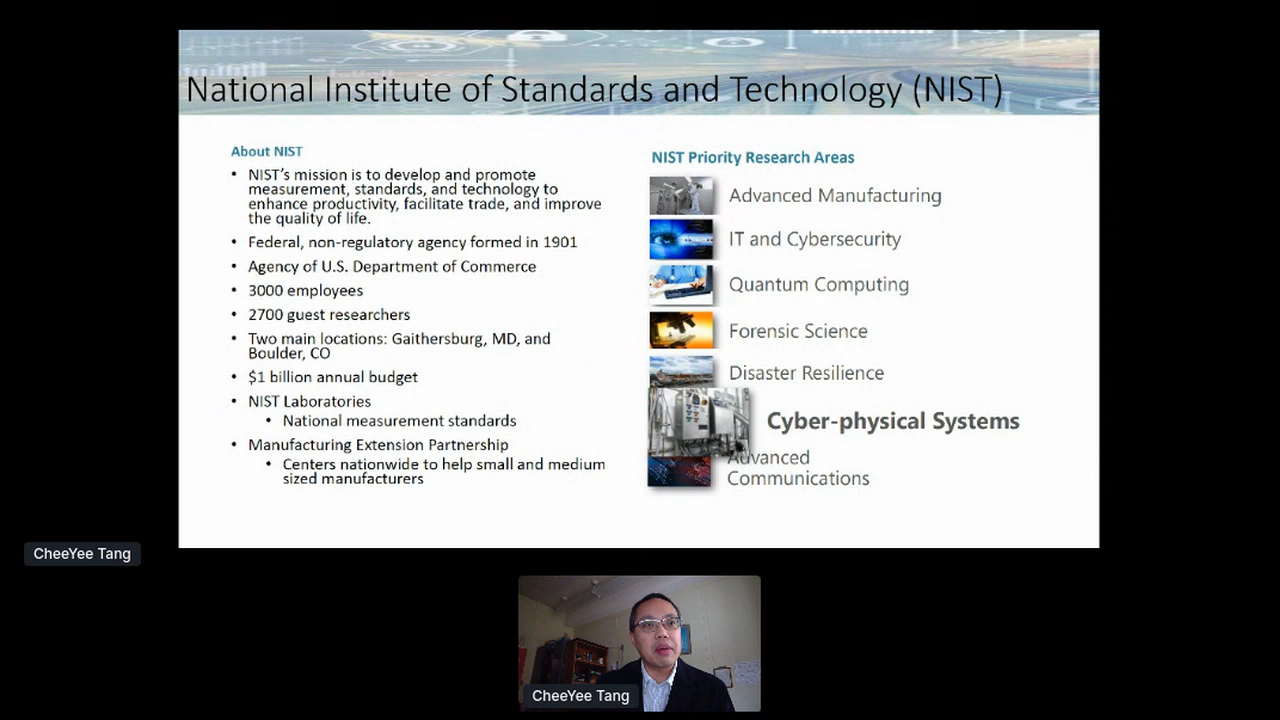 National Institute of Standards and Technology (NIST)
About NIST
• NIST's mission is to develop and promote
measurement, standards, and technology to
enhance productivity, facilitate trade, and improve
the quality of life.
• Federal, non-regulatory agency formed in 1901
• Agency of U.S. Department of Commerce
• 3000 employees
• 2700 guest researchers
• Two main locations: Gaithersburg, MD, and
Boulder, CO
• $1 billion annual budget
• NIST Laboratories
• National measurement standards
• Manufacturing Extension Partnership
• Centers nationwide to help small and medium
sized manufacturers
NIST Priority Research Areas
Advanced Manufacturing
IT and Cybersecurity
Quantum Computing
Forensic Science
Disaster Resilience
Cyber-physical Systems
Advanced
Communications
CheeYee Tang
CheeYee Tang